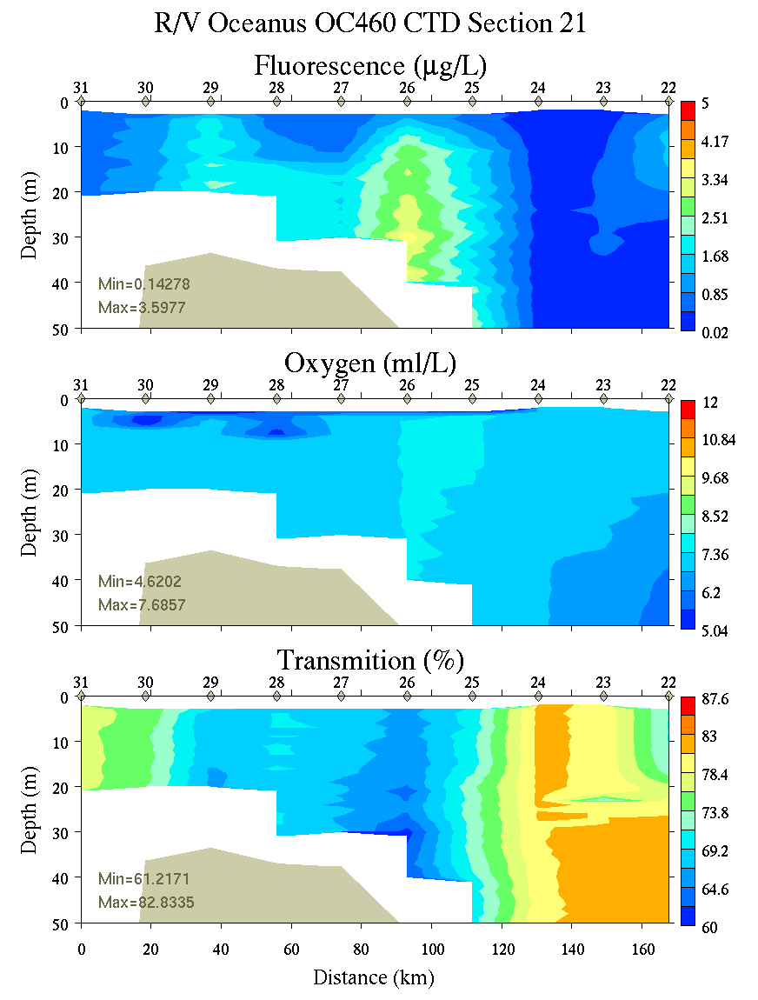 R/V Oceanus OC460 CTD Section 21
Fluorescence (μg/L)
31 30 29 28 27 26 25 24 23 22
0
10
20
30
40
50
Depth (m)
Min=0.14278
Max=3.5977
5
4.17
3.34
2.51
1.68
0.85
0.02
Oxygen (ml/L)
31 30 29 28 27 26 25 24 23 22
0
10
20
30
40
50
Depth (m)
Min=4.6202
Max=7.6857
12
10.84
9.68
8.52
7.36
6.2
5.04
Transmition (%)
31 30 29 28 27 26 25 24 23 22
0
10
20
30
40
50
Depth (m)
Min=61.2171
Max=82.8335
87.6
83
78.4
73.8
69.2
64.6
60
0 20 40 60 80 100 120 140 160
Distance (km)